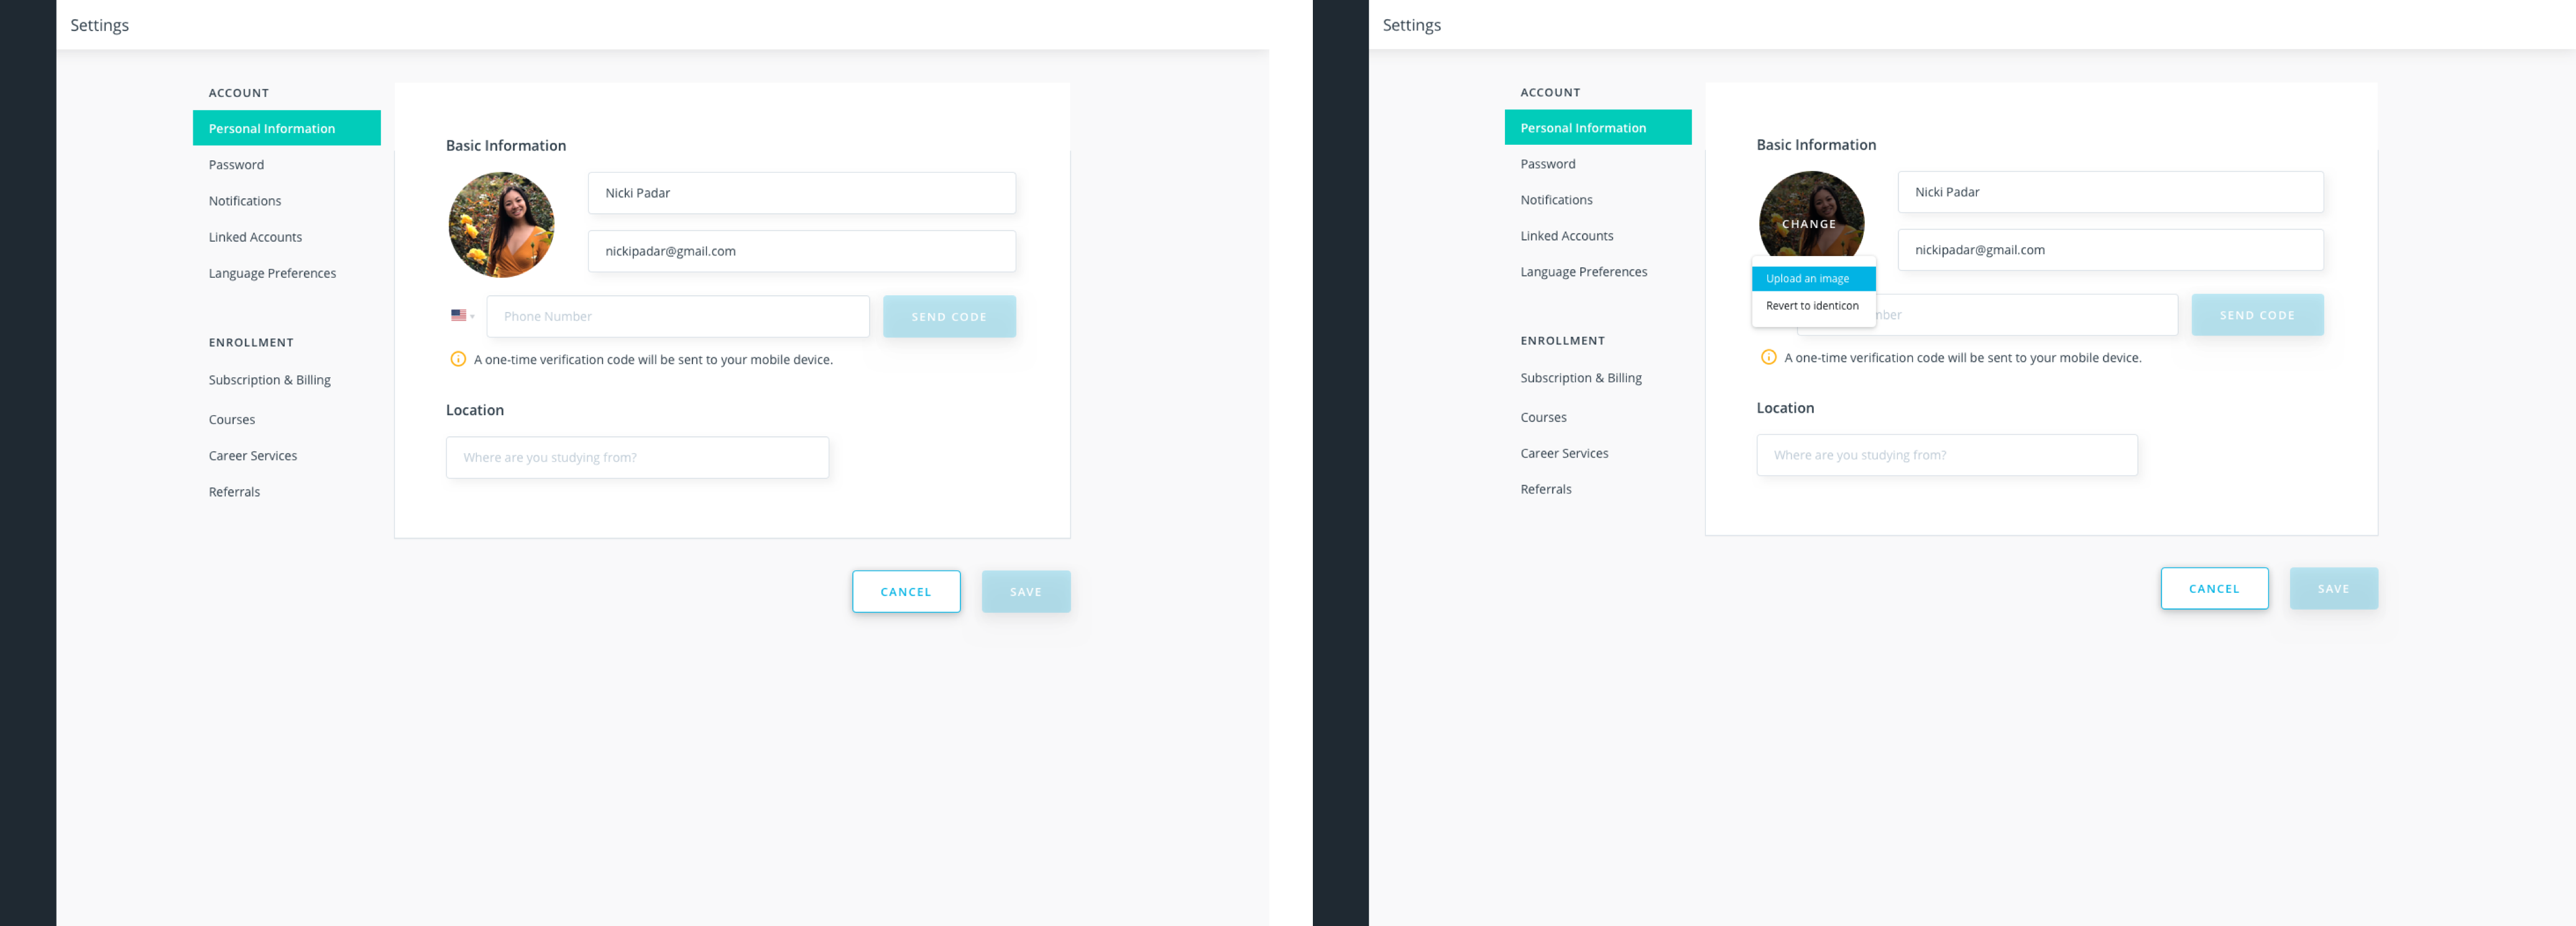 Settings
ACCOUNT
Personal Information
Password
Notifications
Linked Accounts
Language Preferences
ENROLLMENT
Subscription & Billing
Courses
Career Services
Referrals
Basic Information
Nicki Padar
nickipadar@gmail.com
Phone Number
SEND CODE
A one-time verification code will be sent to your mobile device.
Location
Where are you studying from?
CANCEL
SAVE
Settings
ACCOUNT
Personal Information
Password
Notifications
Linked Accounts
Language Preferences
ENROLLMENT
Subscription & Billing
Courses
Career Services
Referrals
Basic Information
CHANGE
Nicki Padar
nickipadar@gmail.com
Upload an image
Revert to identicon
mber
SEND CODE
A one-time verification code will be sent to your mobile device.
Location
Where are you studying from?
CANCEL
SAVE